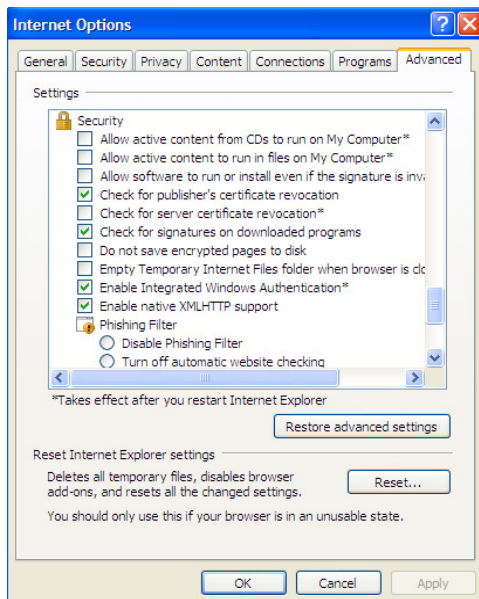 Internet Options
General Security Privacy Content Connections Programs Advanced
Settings
Security
Allow active content from CDs to run on My Computer*
Allow active content to run in files on My Computer*
Allow software to run or install even if the signature is inva
Check for publisher's certificate revocation
Check for server certificate revocation*
Check for signatures on downloaded programs
Do not save encrypted pages to disk
Empty Temporary Internet Files folder when browser is clo
Enable Integrated Windows Authentication*
Enable native XMLHTTP support
Phishing Filter
Disable Phishing Filter
Turn off automatic website checking
*Takes effect after you restart Internet Explorer
Restore advanced settings
Reset Internet Explorer settings
Deletes all temporary files, disables browser
add-ons, and resets all the changed settings.
Reset...
You should only use this if your browser is in an unusable state.
OK Cancel Apply